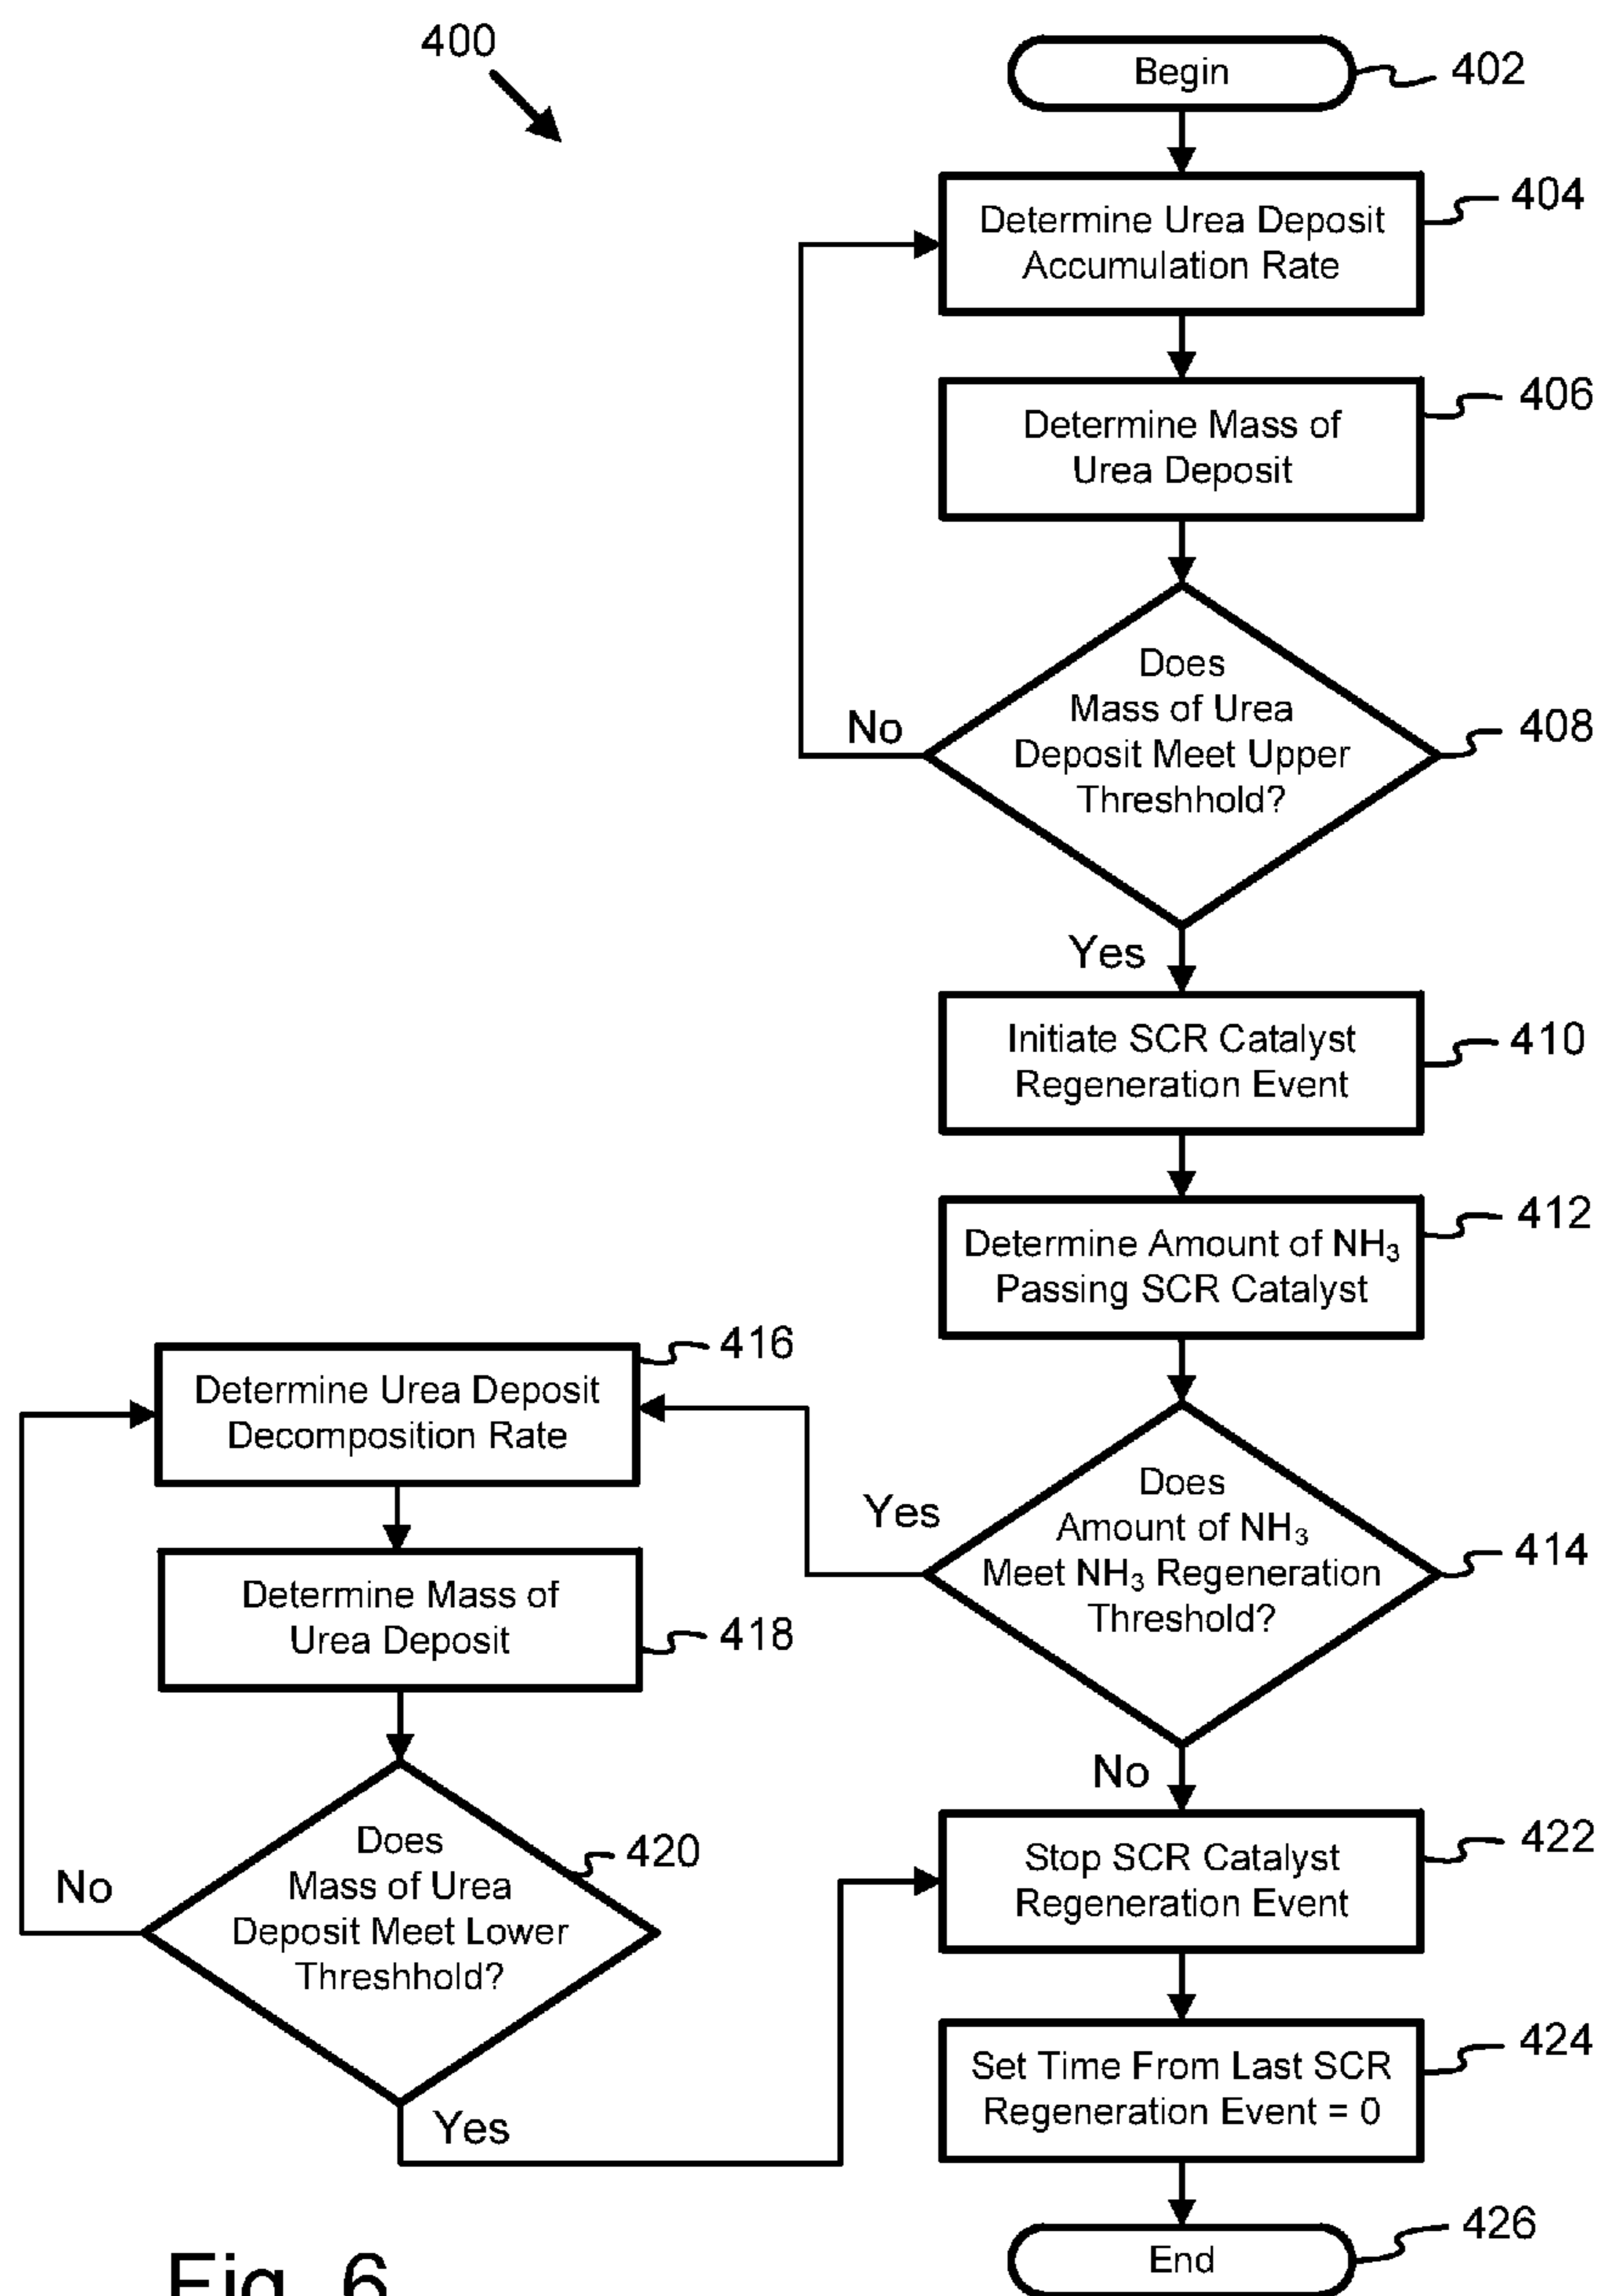 400
Begin
402
Determine Urea Deposit
Accumulation Rate
404
Determine Mass of
Urea Deposit
406
Does
Mass of Urea
Deposit Meet Upper
Threshhold?
408
No
Yes
Initiate SCR Catalyst
Regeneration Event
410
Determine Amount of NH₃
Passing SCR Catalyst
412
Does
Amount of NH₃
Meet NH₃ Regeneration
Threshold?
414
Yes
No
Determine Urea Deposit
Decomposition Rate
416
Determine Mass of
Urea Deposit
418
Does
Mass of Urea
Deposit Meet Lower
Threshhold?
420
No
Yes
Stop SCR Catalyst
Regeneration Event
422
Set Time From Last SCR
Regeneration Event = 0
424
End
426
Fig. 6